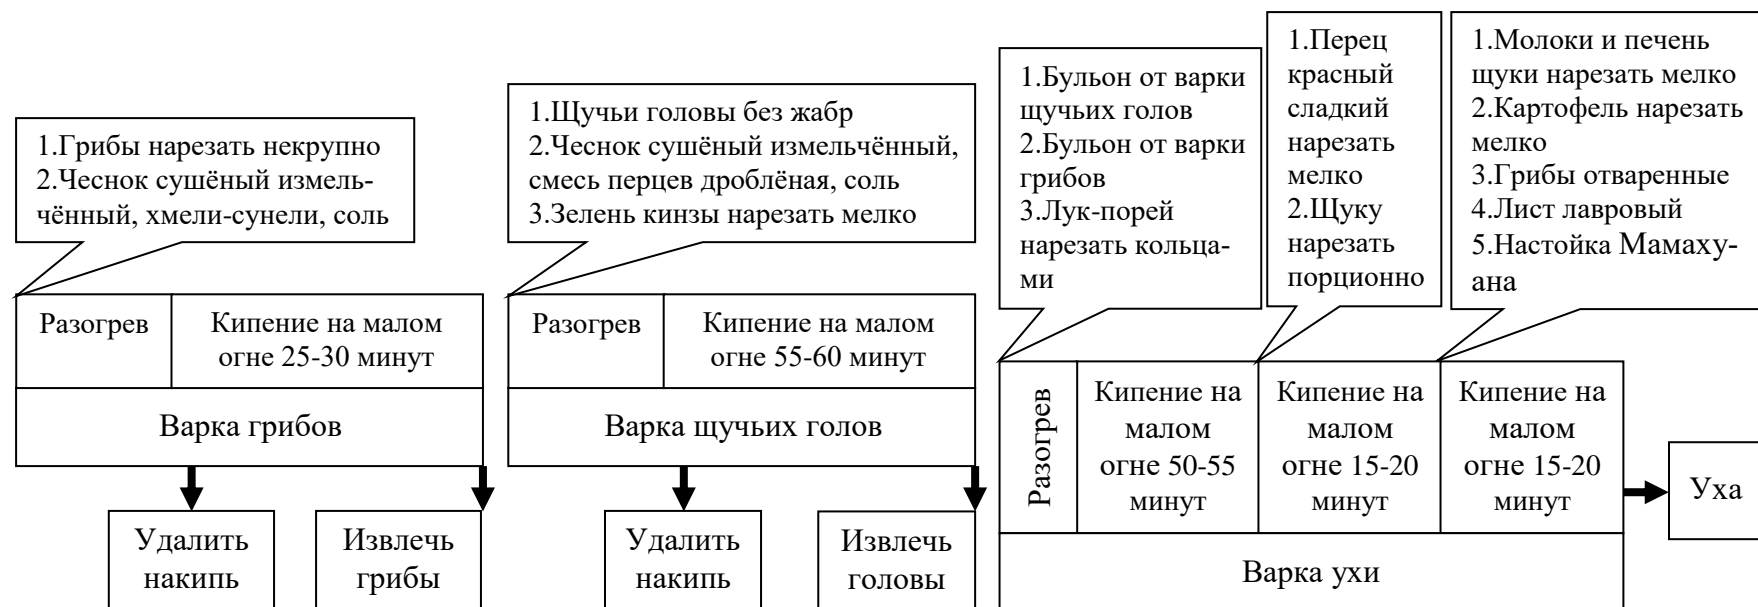 1.Грибы нарезать некрупно
2.Чеснок сушёный измель-
чённый, хмели-сунели, соль
Разогрев
Кипение на малом
огне 25-30 минут
Варка грибов
Удалить
накипь
Извлечь
грибы
1.Щучьи головы без жабр
2.Чеснок сушёный измельчённый,
смесь перцев дроблёная, соль
3.Зелень кинзы нарезать мелко
Разогрев
Кипение на малом
огне 55-60 минут
Варка щучьих голов
Удалить
накипь
Извлечь
головы
1.Бульон от варки
щучьих голов
2.Бульон от варки
грибов
3.Лук-порей
нарезать кольца-
ми
1.Перец
красный
сладкий
нарезать
мелко
2.Щуку
нарезать
порционно
1.Молоки и печень
щуки нарезать мелко
2.Картофель нарезать
мелко
3.Грибы отваренные
4.Лист лавровый
5.Настойка Мамаху-
ана
Разогрев
Кипение на
малом
огне 50-55
минут
Кипение на
малом
огне 15-20
минут
Кипение на
малом
огне 15-20
минут
Варка ухи
Уха